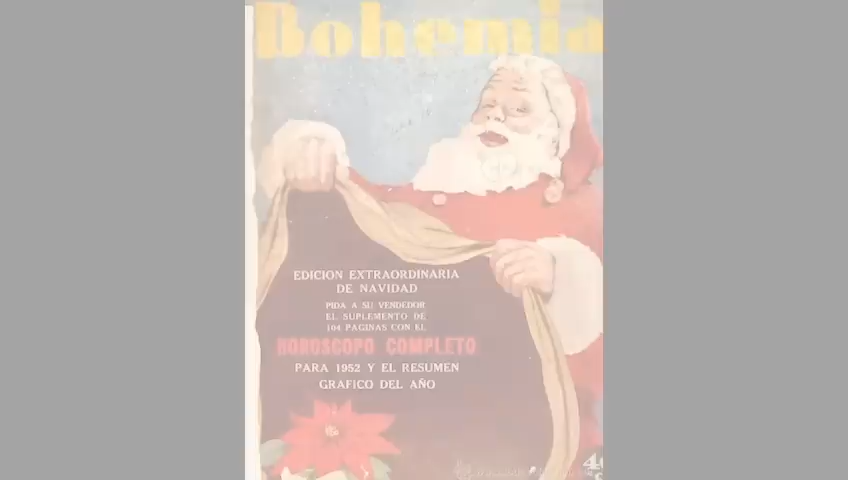 Bohemia
EDICION EXTRAORDINARIA
DE NAVIDAD
PIDA A SU VENDEDOR
EL SUPLEMENTO DE
104 PAGINAS CON EL
HOROSCOPO COMPLETO
PARA 1952 Y EL RESUMEN
GRAFICO DEL AÑO